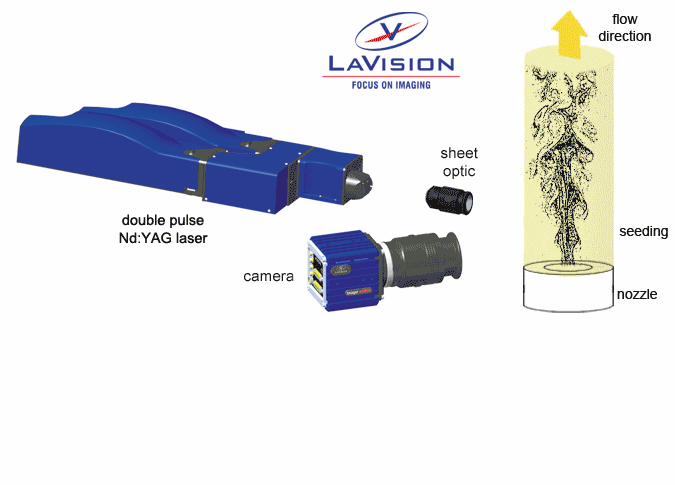 LAVISION
FOCUS ON IMAGING
flow
direction
sheet
optic
double pulse
Nd:YAG laser
camera
seeding
nozzle